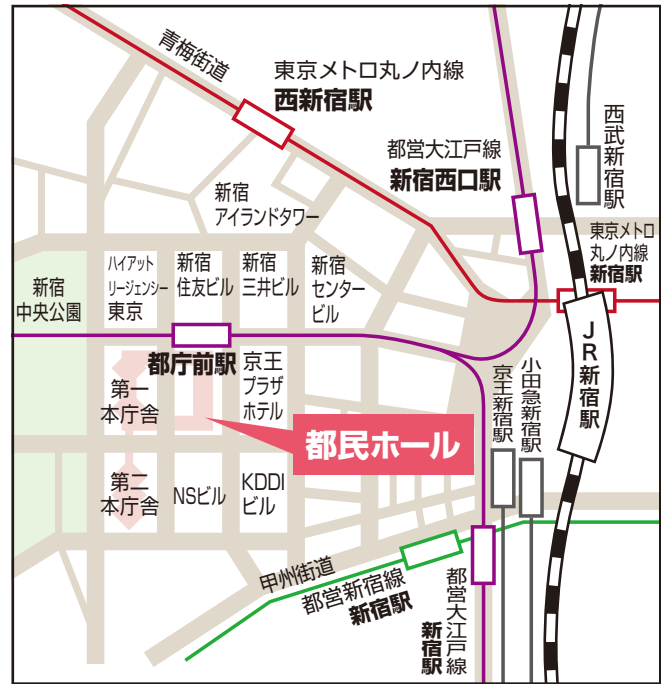 青梅街道
東京メトロ丸ノ内線
西新宿駅
都営大江戸線
新宿西口駅
西武新宿駅
新宿
アイランドタワー
東京メトロ
丸ノ内線
新宿駅
新宿
中央公園
ハイアット
リージェンシー
東京
新宿
住友ビル
新宿
三井ビル
新宿
センター
ビル
都庁前駅
JR新宿駅
小田急新宿駅
京王新宿駅
第一
本庁舎
京王
プラザ
ホテル
都民ホール
第二
本庁舎
NSビル
KDDI
ビル
甲州街道
都営新宿線
新宿駅
都営大江戸線
新宿駅